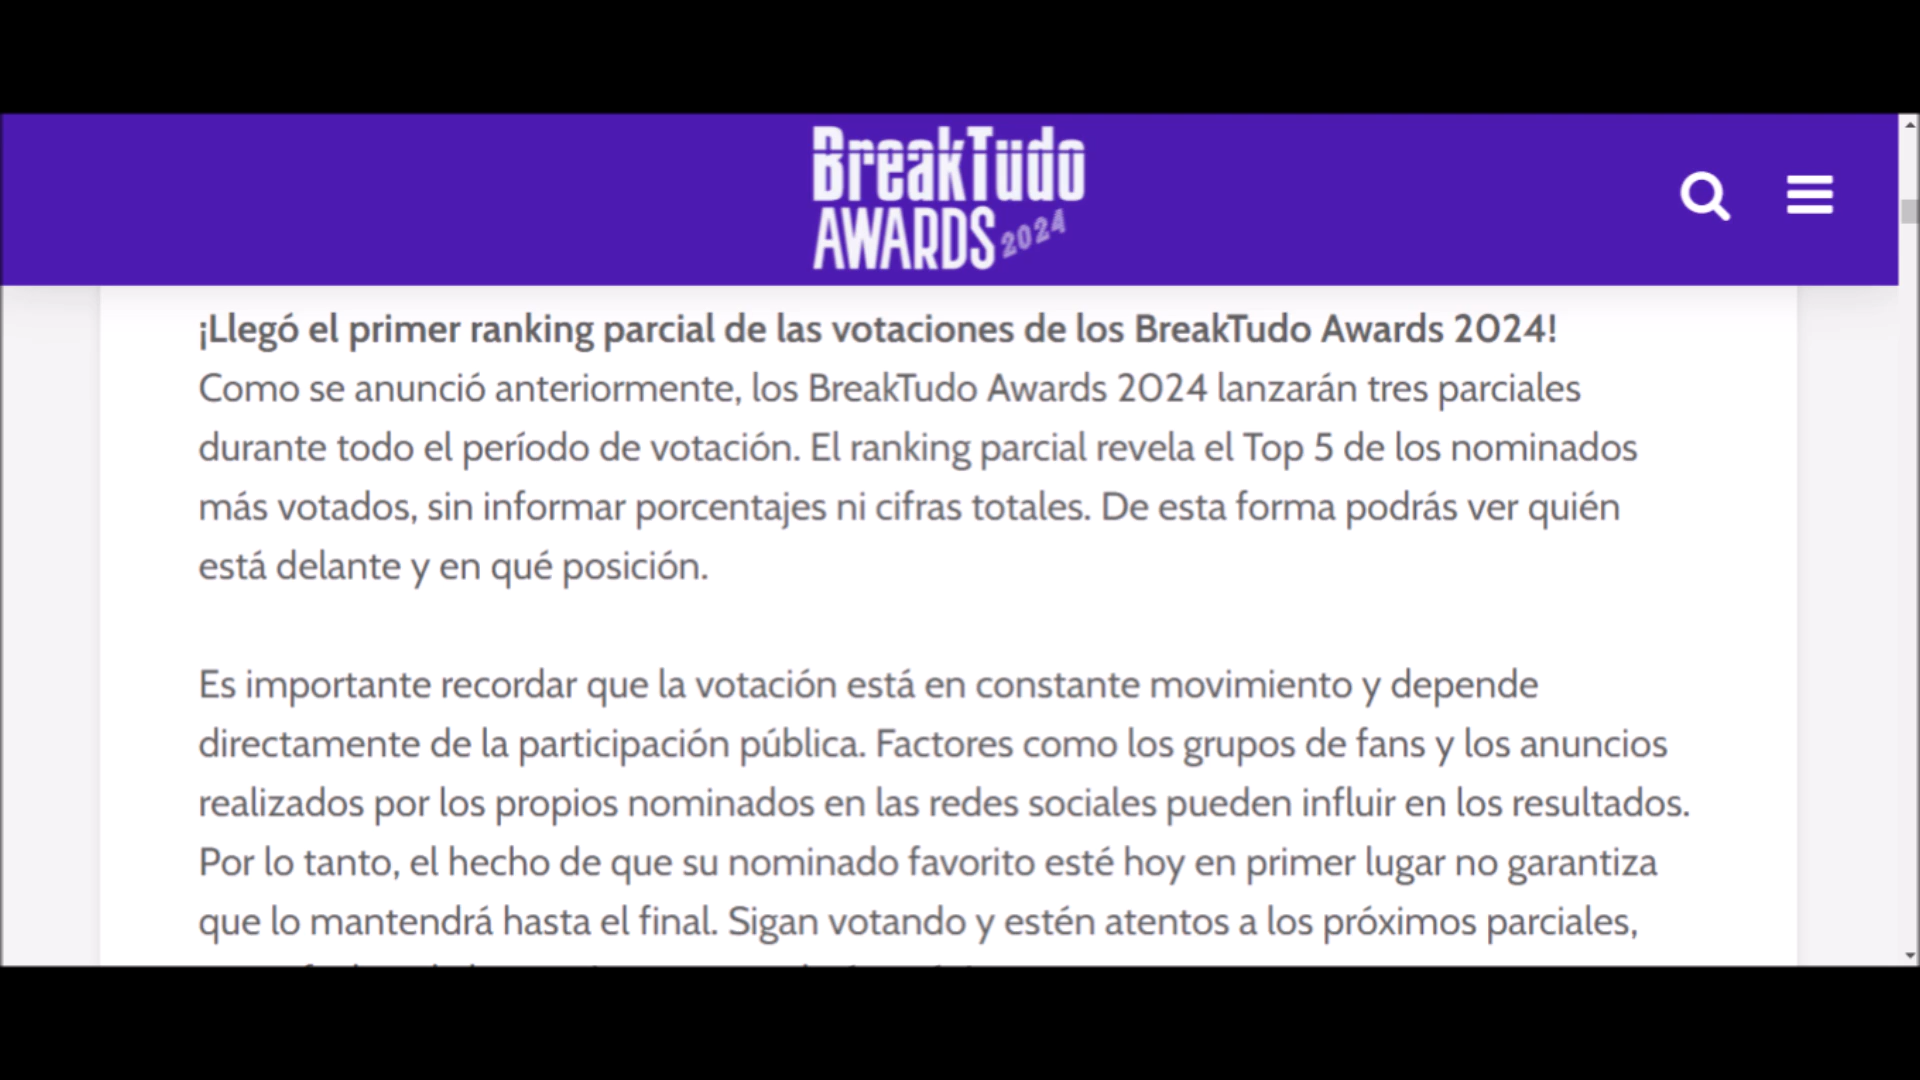 BreakTudo
AWARDS 2024
¡Llegó el primer ranking parcial de las votaciones de los BreakTudo Awards 2024!
Como se anunció anteriormente, los BreakTudo Awards 2024 lanzarán tres parciales
durante todo el período de votación. El ranking parcial revela el Top 5 de los nominados
más votados, sin informar porcentajes ni cifras totales. De esta forma podrás ver quién
está delante y en qué posición.
Es importante recordar que la votación está en constante movimiento y depende
directamente de la participación pública. Factores como los grupos de fans y los anuncios
realizados por los propios nominados en las redes sociales pueden influir en los resultados.
Por lo tanto, el hecho de que su nominado favorito esté hoy en primer lugar no garantiza
que lo mantendrá hasta el final. Sigan votando y estén atentos a los próximos parciales,